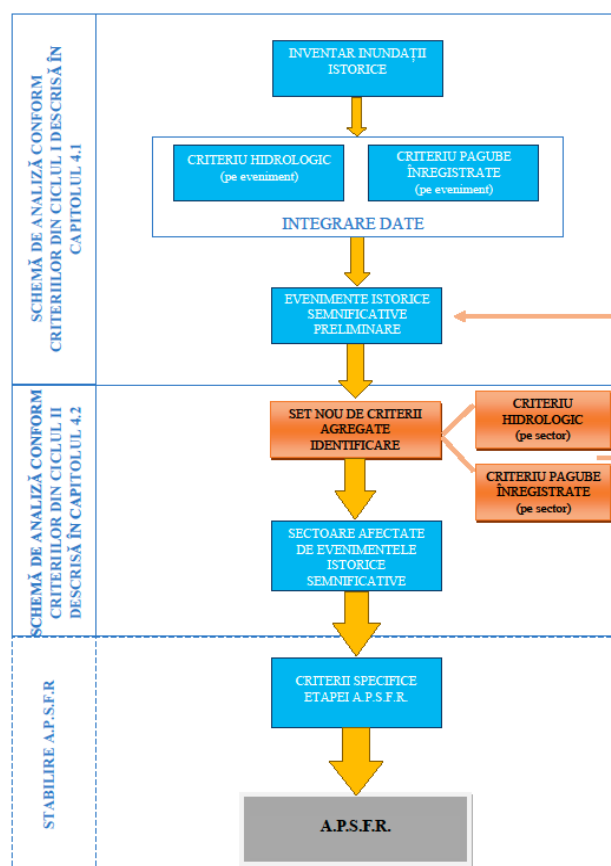 SCHEMĂ DE ANALIZĂ CONFORM
CRITERIILOR DIN CICLUL I DESCRISĂ ÎN
CAPITOLUL 4.1
INVENTAR INUNDAȚII
ISTORICE
CRITERIU HIDROLOGIC
(pe eveniment)
CRITERIU PAGUBE
ÎNREGISTRATE
(pe eveniment)
INTEGRARE DATE
EVENIMENTE ISTORICE
SEMNIFICATIVE
PRELIMINARE
SCHEMĂ DE ANALIZĂ CONFORM
CRITERIILOR DIN CICLUL II
DESCRISĂ ÎN CAPITOLUL 4.2
SET NOU DE CRITERII
AGREGATE
IDENTIFICARE
CRITERIU
HIDROLOGIC
(pe sector)
CRITERIU PAGUBE
ÎNREGISTRATE
(pe sector)
SECTOARE AFECTATE
DE EVENIMENTELE
ISTORICE
SEMNIFICATIVE
STABILIRE A.P.S.F.R
CRITERII SPECIFICE
ETAPEI A.P.S.F.R.
A.P.S.F.R.